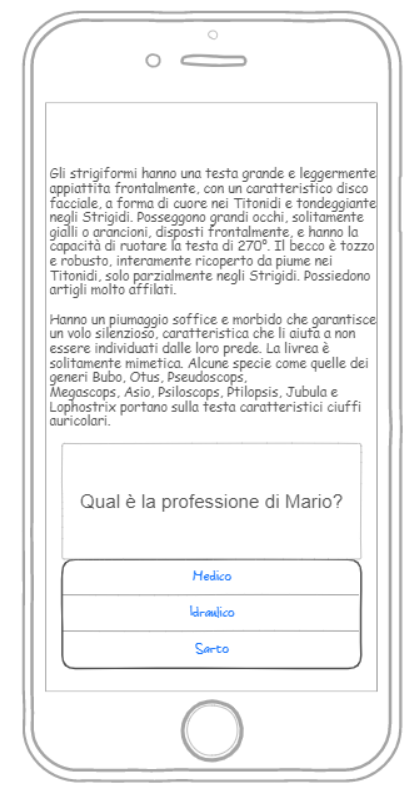 Gli strigiformi hanno una testa grande e leggermente
appiattita frontalmente, con un caratteristico disco
facciale, a forma di cuore nei Titonidi e tondeggiante
negli Strigidi. Posseggono grandi occhi, solitamente
gialli o arancioni, disposti frontalmente, e hanno la
capacità di ruotare la testa di 270°. Il becco è tozzo
e robusto, interamente ricoperto da piume nei
Titonidi, solo parzialmente negli Strigidi. Possiedono
artigli molto affilati.
Hanno un piumaggio soffice e morbido che garantisce
un volo silenzioso, caratteristica che li aiuta a non
essere individuati dalle loro prede. La livrea è
solitamente mimetica. Alcune specie come quelle dei
generi Bubo, Otus, Pseudoscops,
Megascops, Asio, Psiloscops, Ptilopsis, Jubula e
Lophostrix portano sulla testa caratteristici ciuffi
auricolari.
Qual è la professione di Mario?
Medico
Idraulico
Sarto